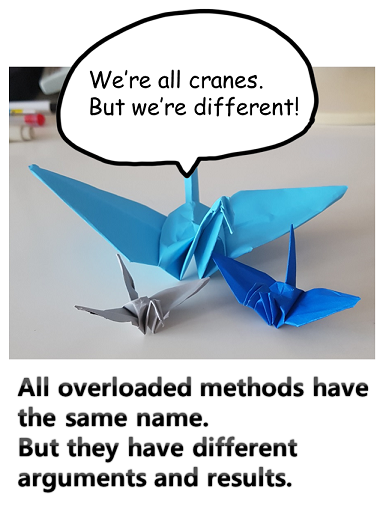 We're all cranes.
But we're different!
All overloaded methods have
the same name.
But they have different
arguments and results.